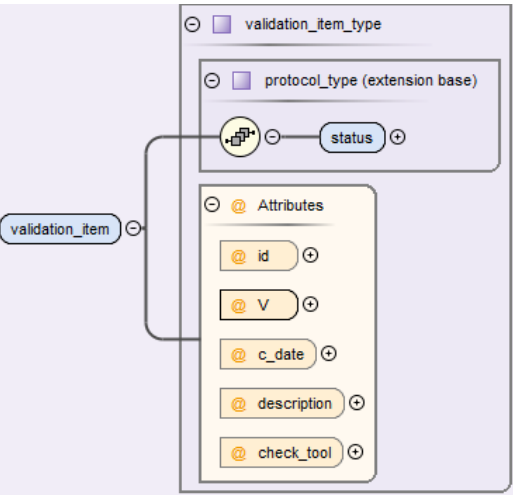 validation_item_type
protocol_type (extension base)
status
validation_item
@ Attributes
@ id
@ V
@ c_date
@ description
@ check_tool